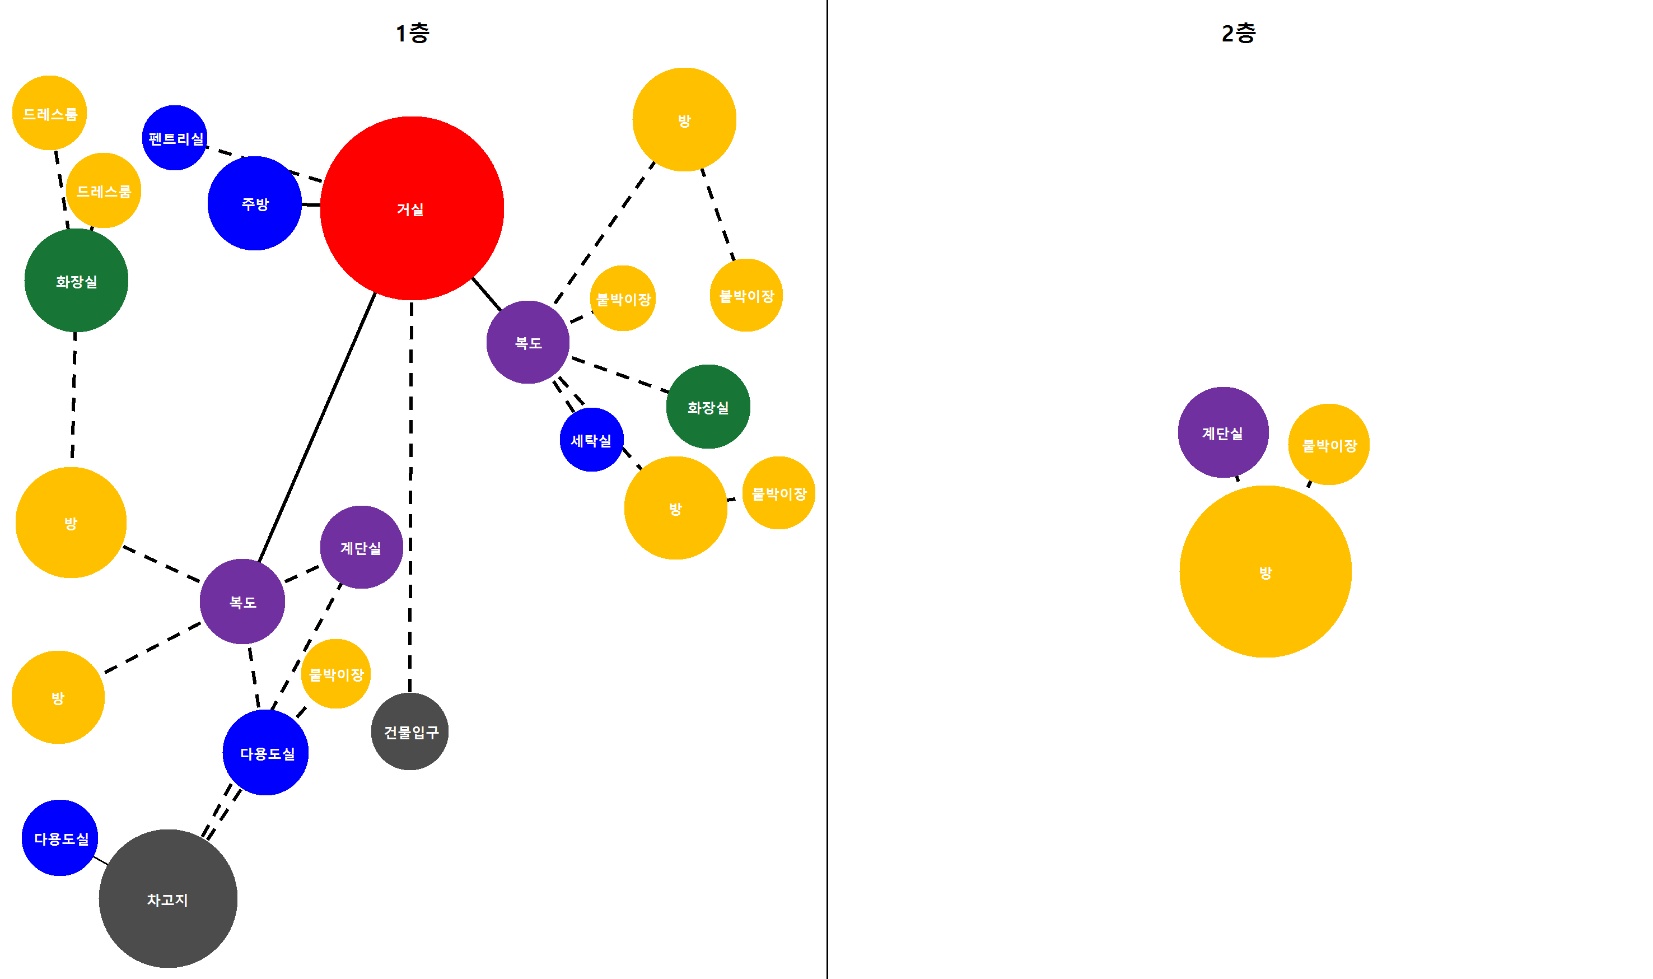 1층
드레스룸
펜트리실
드레스룸
주방
거실
방
화장실
붙박이장
붙박이장
복도
화장실
세탁실
방
붙박이장
방
계단실
복도
붙박이장
방
건물입구
다용도실
다용도실
차고지
2층
계단실
붙박이장
방